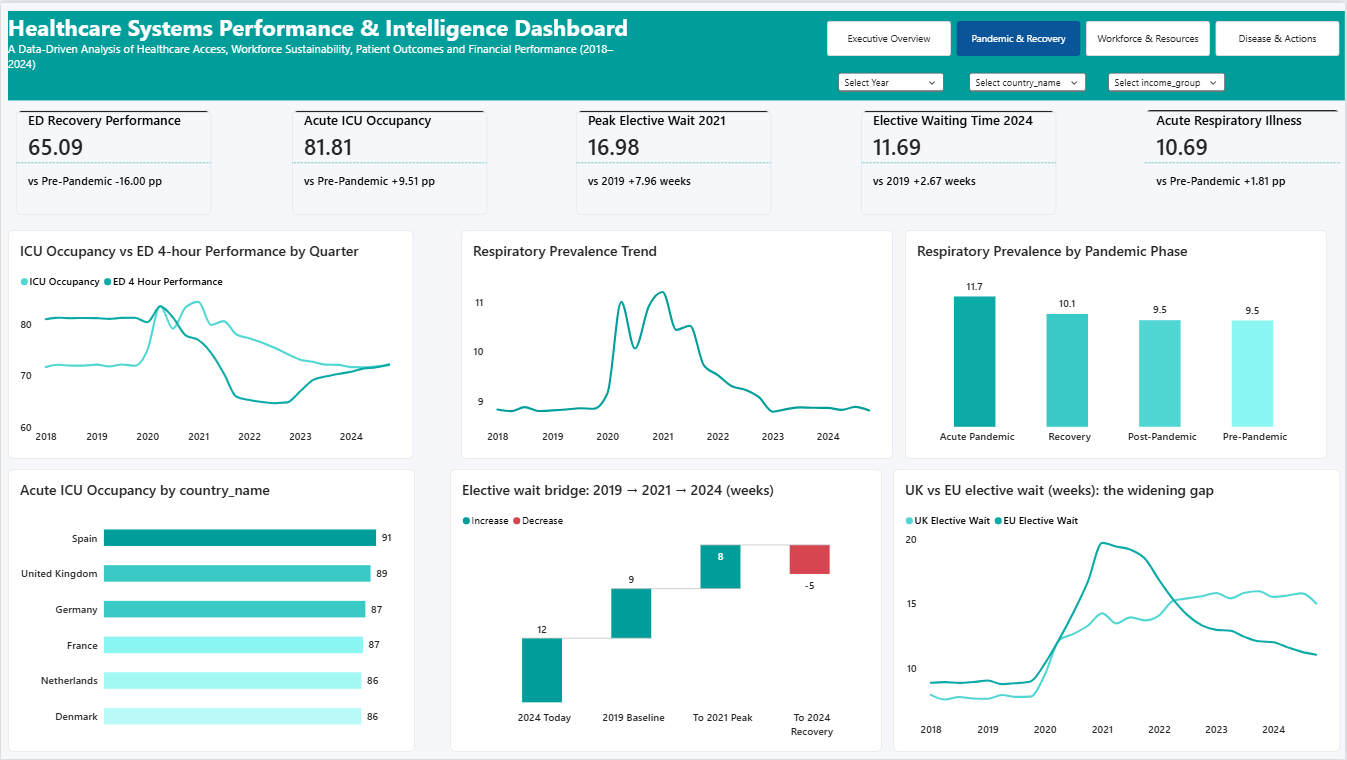 Healthcare Systems Performance & Intelligence Dashboard
A Data-Driven Analysis of Healthcare Access, Workforce Sustainability, Patient Outcomes and Financial Performance (2018–
2024)
Executive Overview
Pandemic & Recovery
Workforce & Resources
Disease & Actions
Select Year
Select country_name
Select income_group
ED Recovery Performance
65.09
vs Pre-Pandemic -16.00 pp
Acute ICU Occupancy
81.81
vs Pre-Pandemic +9.51 pp
Peak Elective Wait 2021
16.98
vs 2019 +7.96 weeks
Elective Waiting Time 2024
11.69
vs 2019 +2.67 weeks
Acute Respiratory Illness
10.69
vs Pre-Pandemic +1.81 pp
ICU Occupancy vs ED 4-hour Performance by Quarter
ICU Occupancy ED 4 Hour Performance
80
70
60
2018 2019 2020 2021 2022 2023 2024
Respiratory Prevalence Trend
11
10
9
2018 2019 2020 2021 2022 2023 2024
Respiratory Prevalence by Pandemic Phase
11.7
10.1
9.5
9.5
Acute Pandemic Recovery Post-Pandemic Pre-Pandemic
Acute ICU Occupancy by country_name
Spain 91
United Kingdom 89
Germany 87
France 87
Netherlands 86
Denmark 86
Elective wait bridge: 2019 → 2021 → 2024 (weeks)
Increase Decrease
12
9
8
-5
2024 Today 2019 Baseline To 2021 Peak To 2024
Recovery
UK vs EU elective wait (weeks): the widening gap
UK Elective Wait EU Elective Wait
20
15
10
2018 2019 2020 2021 2022 2023 2024